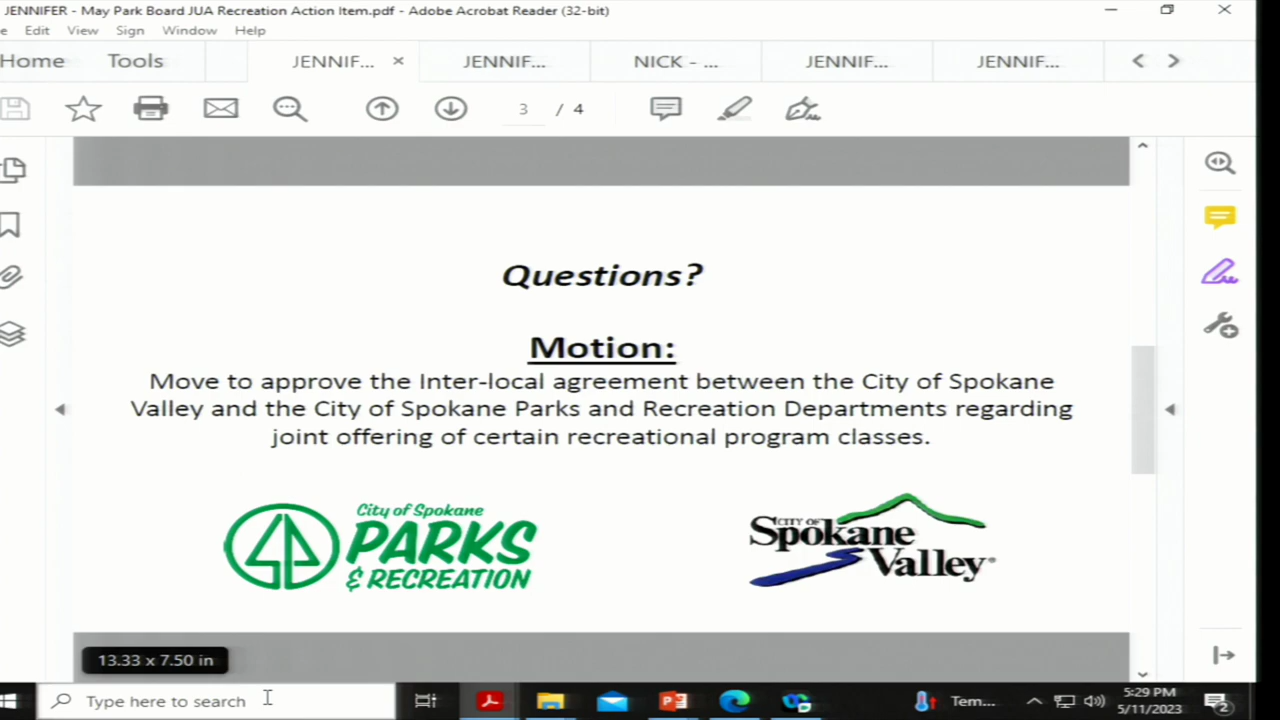 JENNIFER - May Park Board JUA Recreation Action Item.pdf - Adobe Acrobat Reader (32-bit)
e Edit View Sign Window Help
Home Tools JENNIF... × JENNIF... NICK - ... JENNIF... JENNIF...
3 / 4
Questions?
Motion:
Move to approve the Inter-local agreement between the City of Spokane
Valley and the City of Spokane Parks and Recreation Departments regarding
joint offering of certain recreational program classes.
City of Spokane
PARKS
& RECREATION
CITY OF
Spokane
Valley®
13.33 x 7.50 in
Type here to search
Tem...
5:29 PM
5/11/2023
2